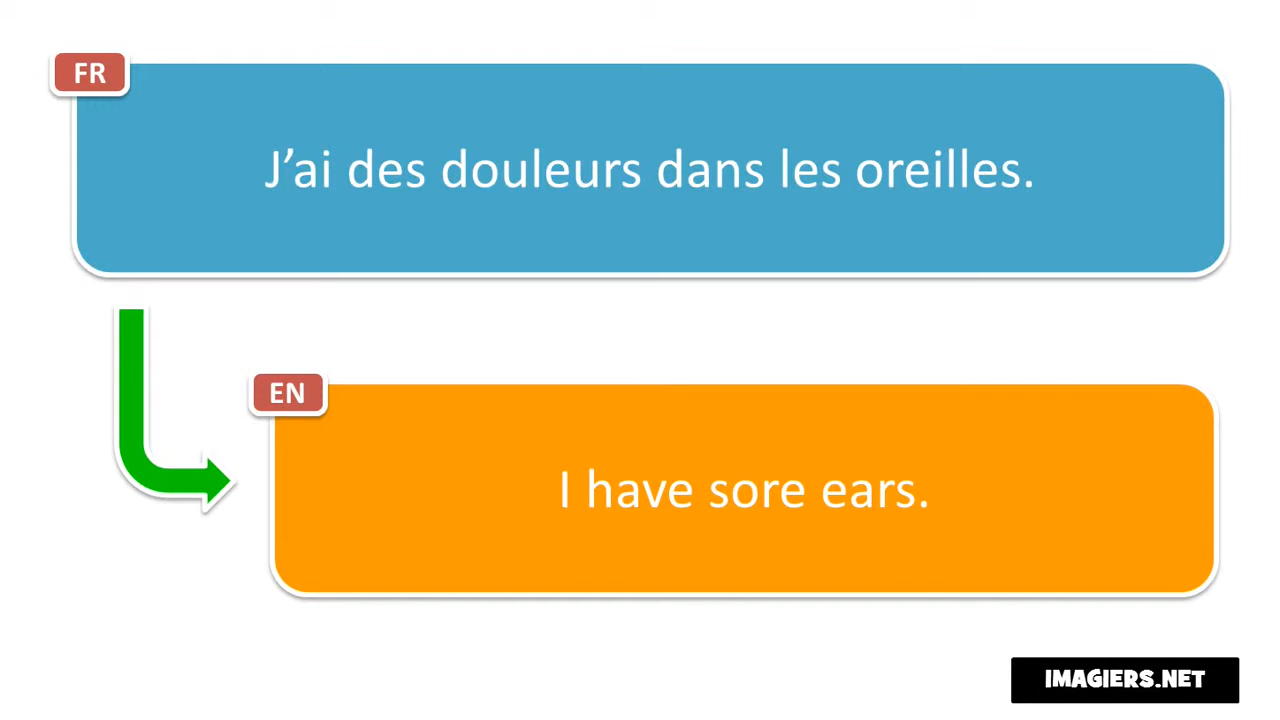 FR
J’ai des douleurs dans les oreilles.
EN
I have sore ears.
IMAGIERS.NET